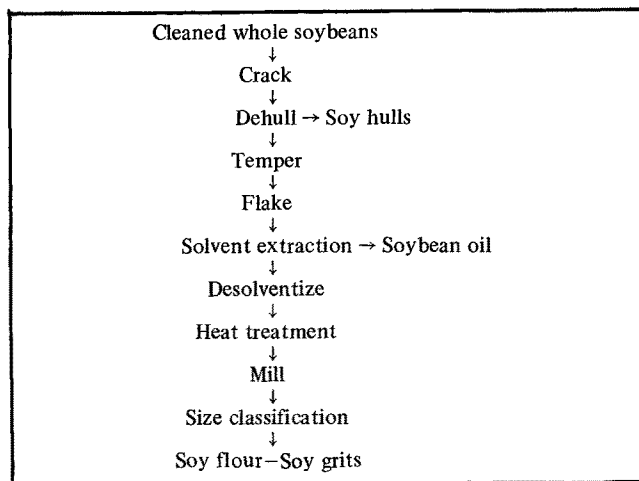 Cleaned whole soybeans
↓
Crack
↓
Dehull → Soy hulls
↓
Temper
↓
Flake
↓
Solvent extraction → Soybean oil
↓
Desolventize
↓
Heat treatment
↓
Mill
↓
Size classification
↓
Soy flour—Soy grits